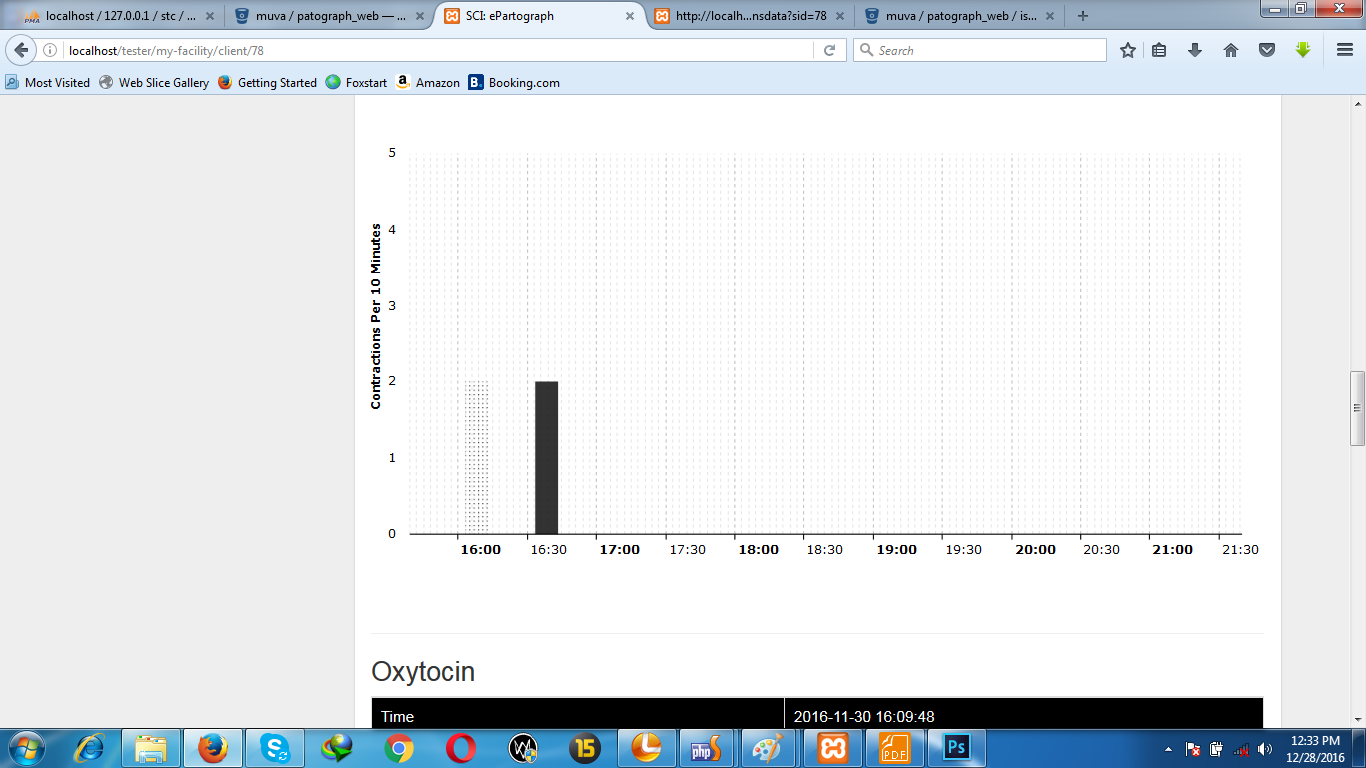 localhost / 127.0.0.1 / stc / ...
muva / patograph_web — ...
SCI: ePartograph
http://localh...nsdata?sid=78
muva / patograph_web / is...
localhost/tester/my-facility/client/78
Search
Most Visited
Web Slice Gallery
Getting Started
Foxstart
Amazon
Booking.com
Contractions Per 10 Minutes
5
4
3
2
1
0
16:00 16:30 17:00 17:30 18:00 18:30 19:00 19:30 20:00 20:30 21:00 21:30
Oxytocin
Time 2016-11-30 16:09:48
12:33 PM
12/28/2016